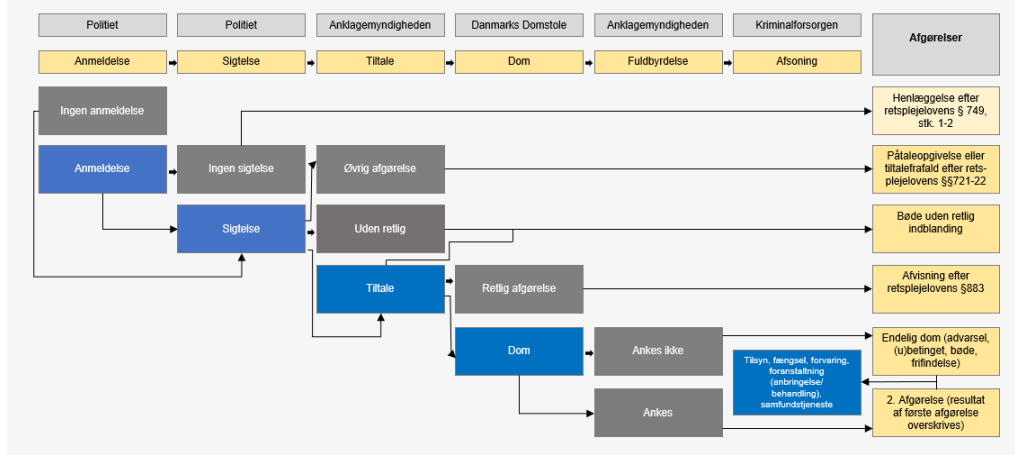 Politiet
Politiet
Anklagemyndigheden
Danmarks Domstole
Anklagemyndigheden
Kriminalforsorgen
Afgørelser
Anmeldelse
Sigtelse
Tiltale
Dom
Fuldbyrdelse
Afsoning
Ingen anmeldelse
Henlæggelse efter
retsplejelovens § 749,
stk. 1-2
Anmeldelse
Ingen sigtelse
Øvrig afgørelse
Påtaleopgivelse eller
tiltalefrafald efter rets-
plejelovens §§721-22
Sigtelse
Uden retlig
Bøde uden retlig
indblanding
Tiltale
Retlig afgørelse
Afvisning efter
retsplejelovens §883
Dom
Ankes ikke
Tilsyn, fængsel, forvaring,
foranstaltning
(anbringelse/
behandling),
samfundstjeneste
Endelig dom (advarsel,
(u)betinget, bøde,
frifindelse)
Ankes
2. Afgørelse (resultat
af første afgørelse
overskrives)